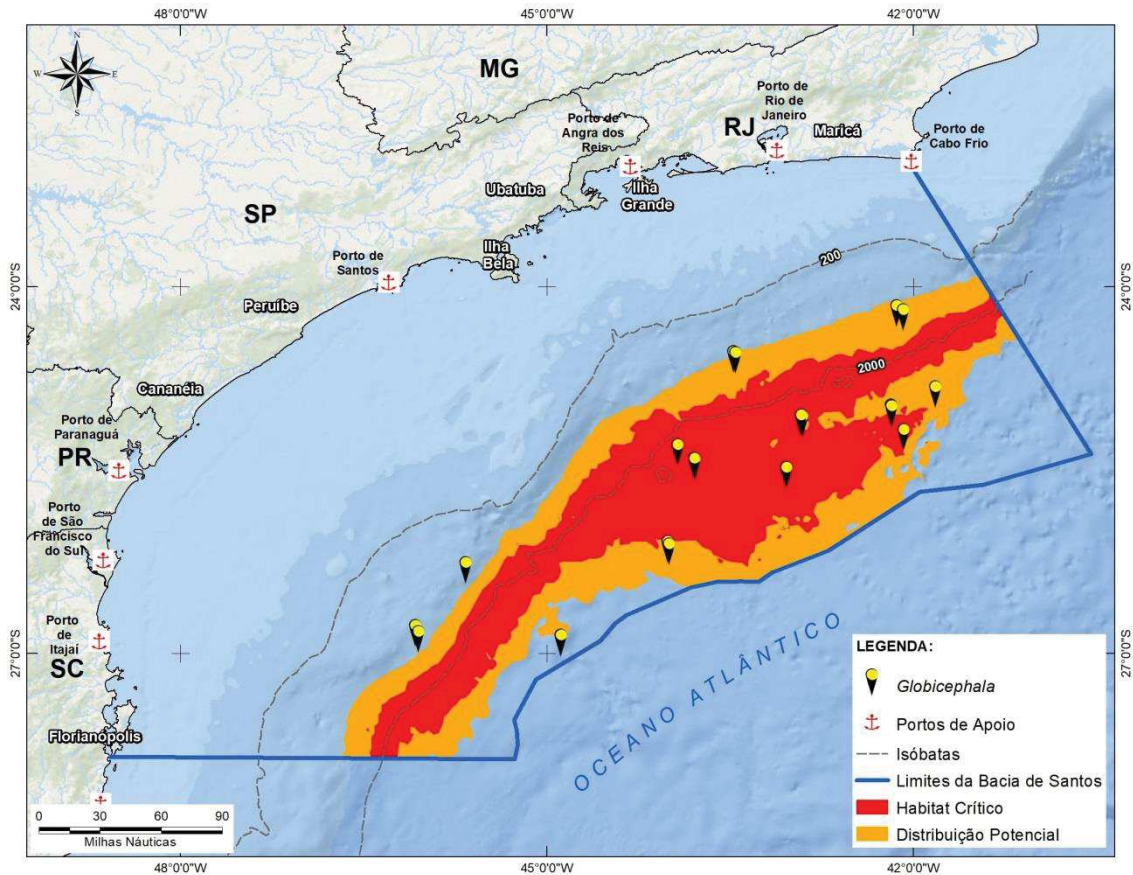 48°0'0"W
45°0'0"W
42°0'0"W
N
W
E
S
MG
Porto de
Rio de
Janeiro
Porto de
Angra dos
Reis
RJ
Maricá
Porto de
Cabo Frio
Ubatuba
Ilha
Grande
SP
Ilha
Bela
Porto de
Santos
200
24°0'0"S
24°0'0"S
Peruíbe
2000
Cananéia
Porto de
Paranaguá
PR
Porto
de São
Francisco
do Sul
Porto
de
Itajaí
SC
27°0'0"S
27°0'0"S
Florianópolis
OCEANO ATLÂNTICO
LEGENDA:
Globicephala
Portos de Apoio
Isóbatas
Limites da Bacia de Santos
Habitat Crítico
Distribuição Potencial
0 30 60 90
Milhas Náuticas
48°0'0"W
45°0'0"W
42°0'0"W